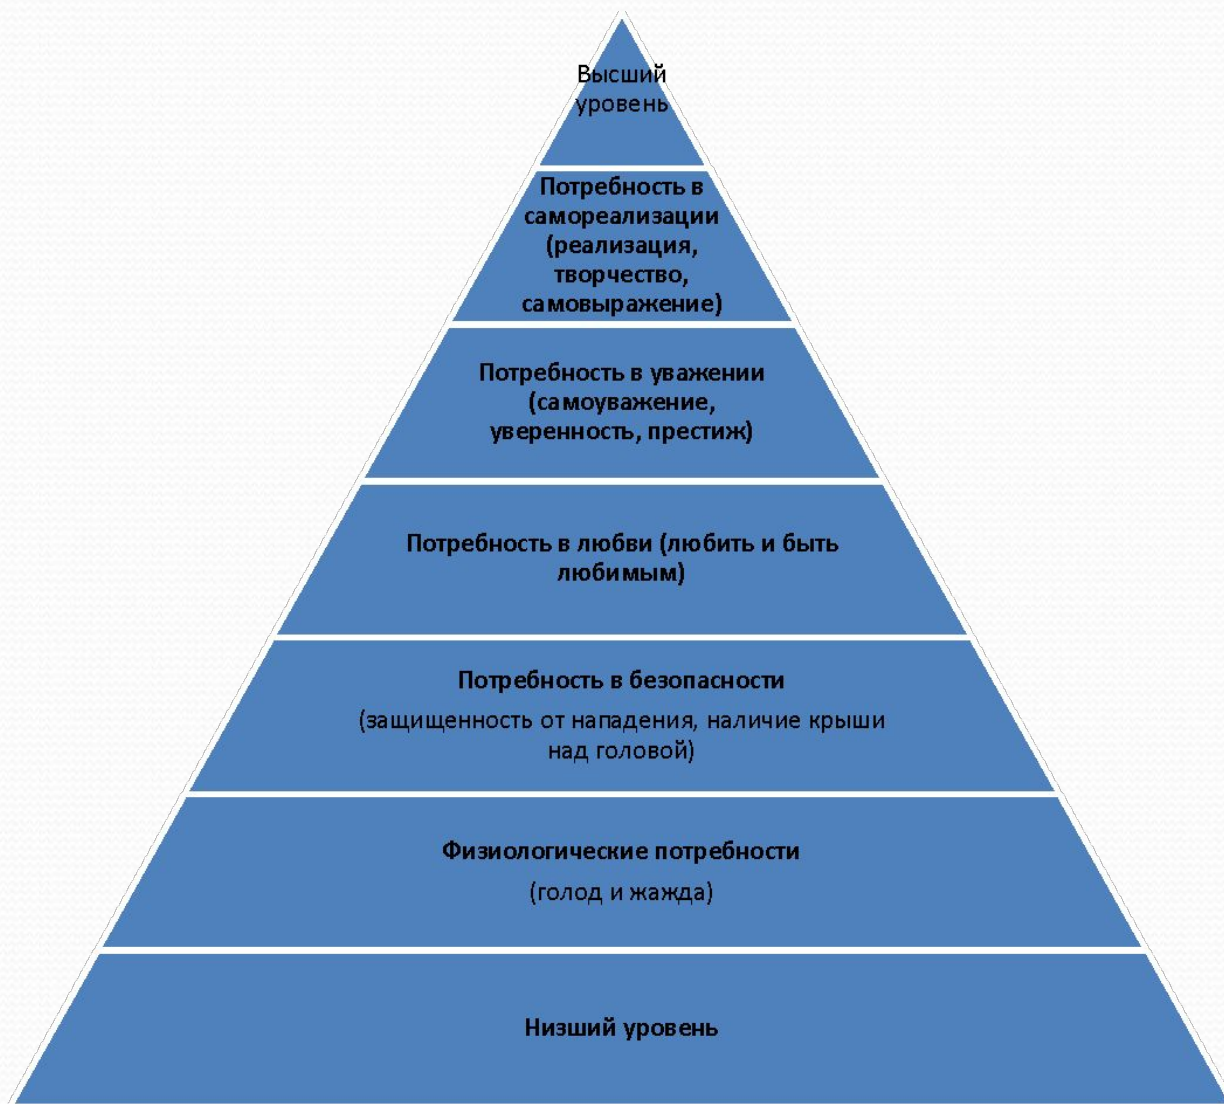 Высший
уровень
Потребность в
самореализации
(реализация,
творчество,
самовыражение)
Потребность в уважении
(самоуважение,
уверенность, престиж)
Потребность в любви (любить и быть
любимым)
Потребность в безопасности
(защищенность от нападения, наличие крыши
над головой)
Физиологические потребности
(голод и жажда)
Низший уровень